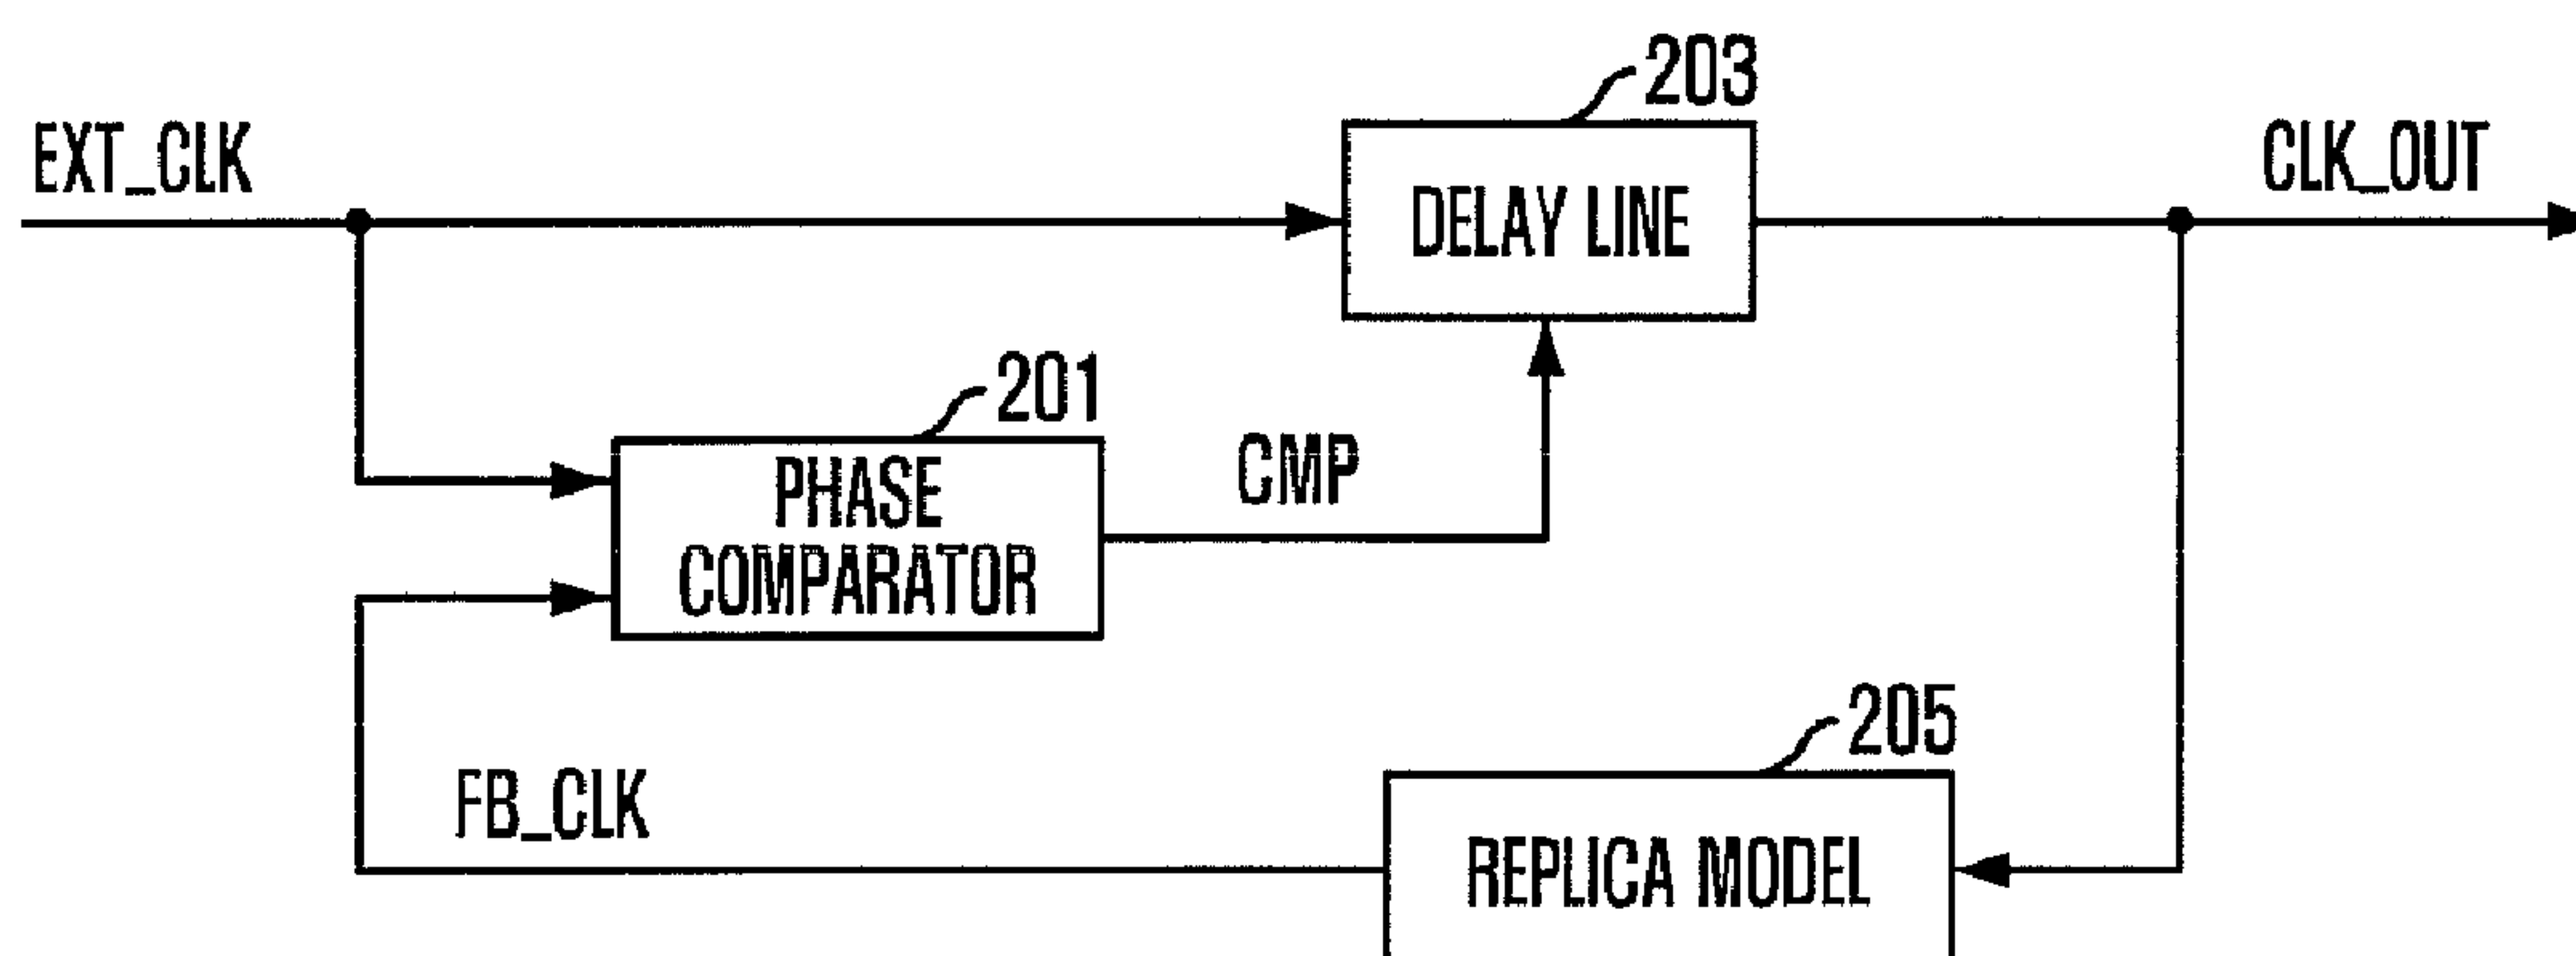 203
EXT_CLK
CLK_OUT
DELAY LINE
201
CMP
PHASE
COMPARATOR
205
FB_CLK
REPLICA MODEL